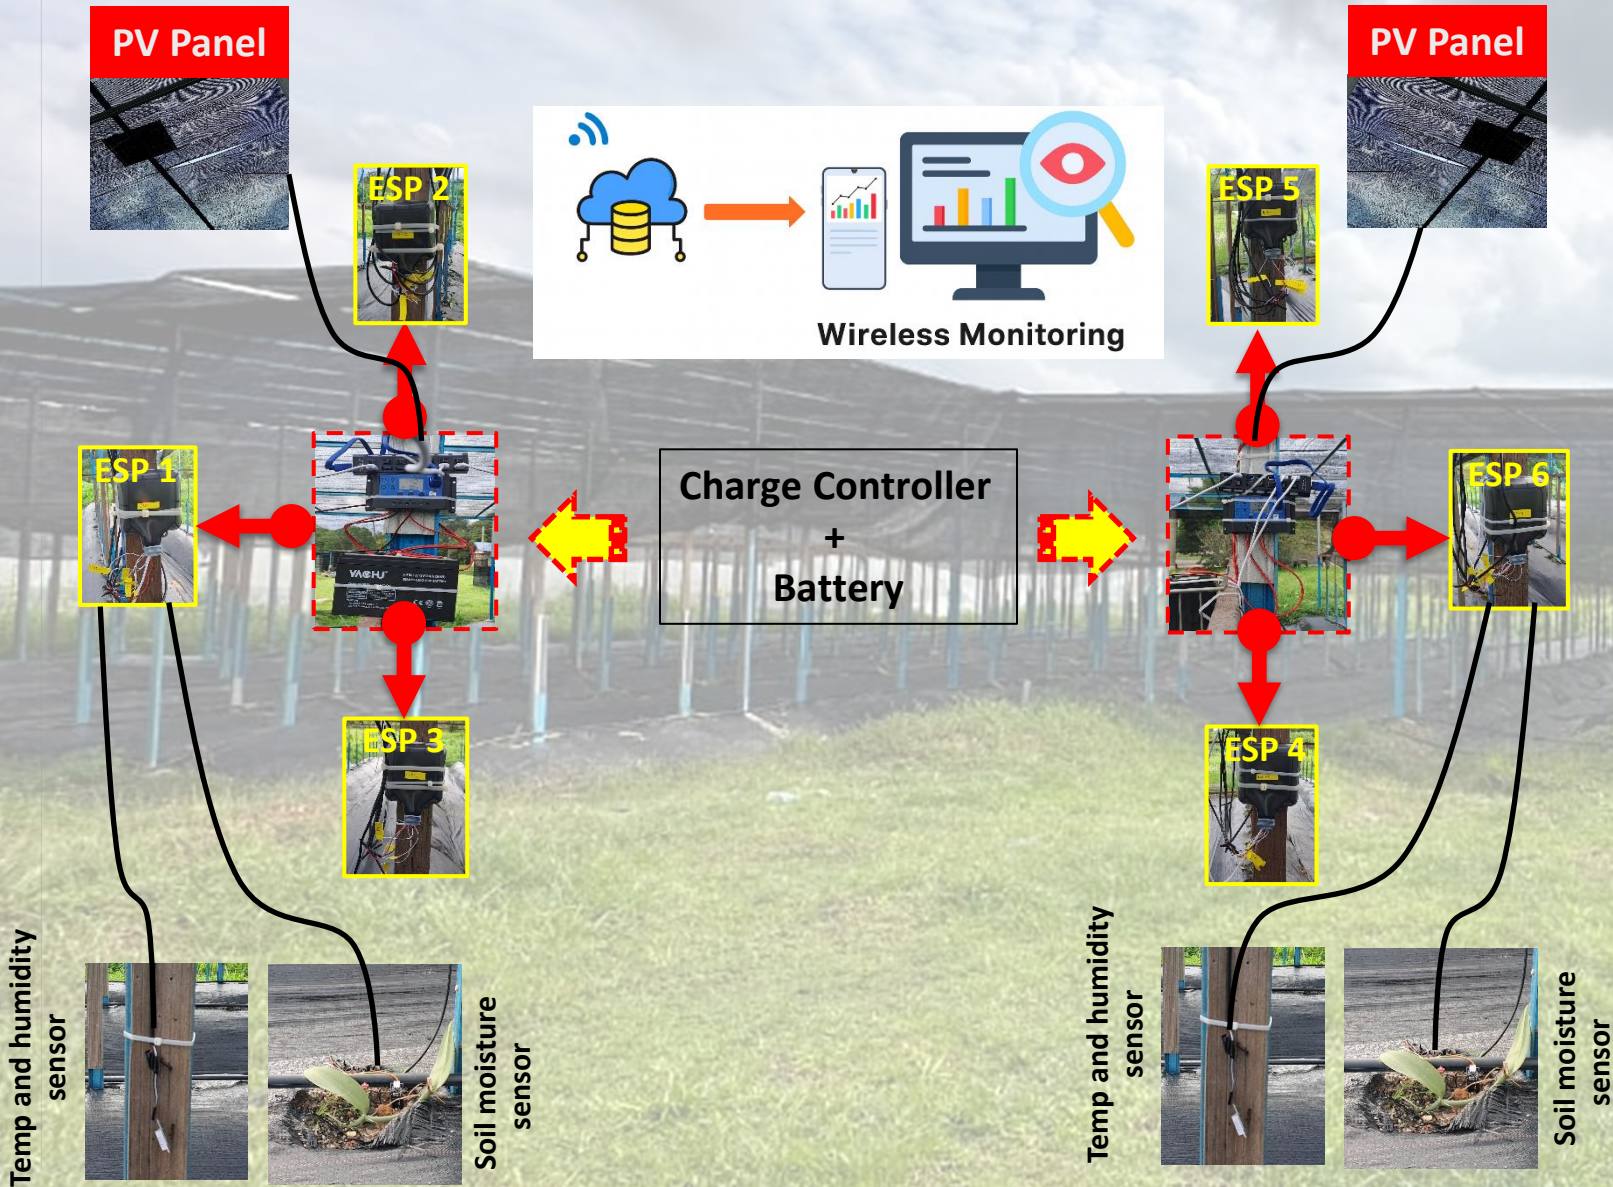 PV Panel
PV Panel
ESP 2
ESP 5
Wireless Monitoring
ESP 1
Charge Controller
+
Battery
ESP 6
ESP 3
ESP 4
Temp and humidity
sensor
Soil moisture
sensor
Temp and humidity
sensor
Soil moisture
sensor